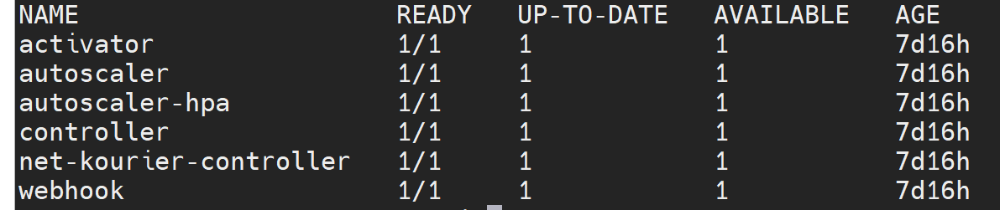 NAME READY UP-TO-DATE AVAILABLE AGE
activator 1/1 1 1 7d16h
autoscaler 1/1 1 1 7d16h
autoscaler-hpa 1/1 1 1 7d16h
controller 1/1 1 1 7d16h
net-kourier-controller 1/1 1 1 7d16h
webhook 1/1 1 1 7d16h